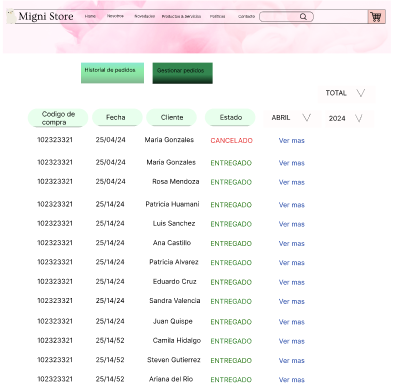 Migni Store Home Nosotros Novedades Productos & Servicios Politicas Contacto
Historial de pedidos Gestionar pedidos
TOTAL
Codigo de compra Fecha Cliente Estado ABRIL 2024
102323321 25/04/24 Maria Gonzales CANCELADO Ver mas
102323321 25/04/24 Maria Gonzales ENTREGADO Ver mas
102323321 25/04/24 Rosa Mendoza ENTREGADO Ver mas
102323321 25/14/24 Patricia Huamani ENTREGADO Ver mas
102323321 25/14/24 Luis Sanchez ENTREGADO Ver mas
102323321 25/14/24 Ana Castillo ENTREGADO Ver mas
102323321 25/14/24 Patricia Alvarez ENTREGADO Ver mas
102323321 25/14/24 Eduardo Cruz ENTREGADO Ver mas
102323321 25/14/24 Sandra Valencia ENTREGADO Ver mas
102323321 25/14/24 Juan Quispe ENTREGADO Ver mas
102323321 25/14/52 Camila Hidalgo ENTREGADO Ver mas
102323321 25/14/52 Steven Gutierrez ENTREGADO Ver mas
102323321 25/14/52 Ariana del Rio ENTREGADO Ver mas